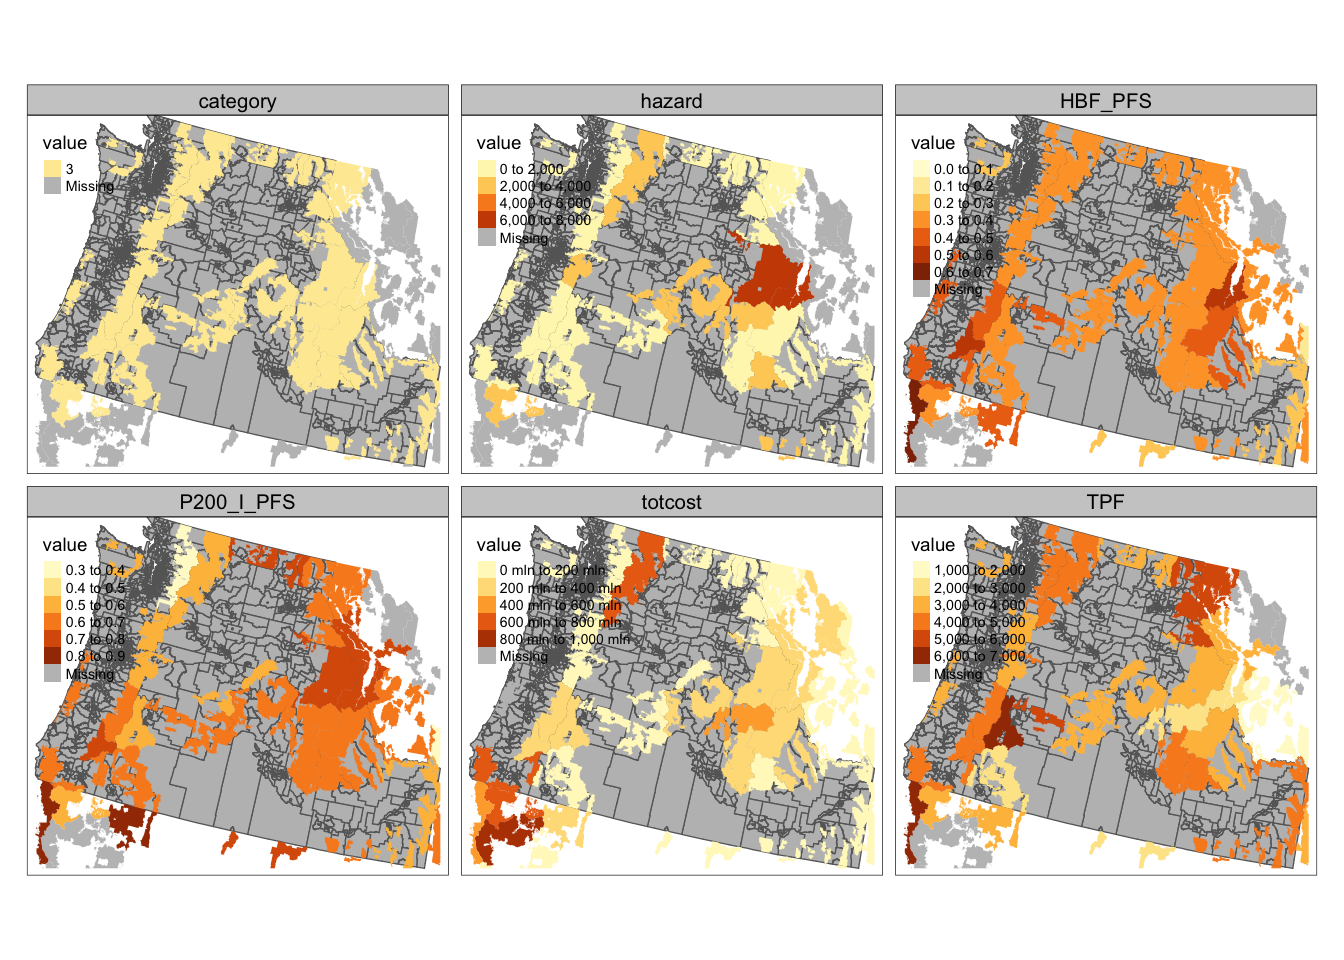 category
value
3
Missing
hazard
value
0 to 2,000
2,000 to 4,000
4,000 to 6,000
6,000 to 8,000
Missing
HBF_PFS
value
0.0 to 0.1
0.1 to 0.2
0.2 to 0.3
0.3 to 0.4
0.4 to 0.5
0.5 to 0.6
0.6 to 0.7
Missing
P200_I_PFS
value
0.3 to 0.4
0.4 to 0.5
0.5 to 0.6
0.6 to 0.7
0.7 to 0.8
0.8 to 0.9
Missing
totcost
value
0 mln to 200 mln
200 mln to 400 mln
400 mln to 600 mln
600 mln to 800 mln
800 mln to 1,000 mln
Missing
TPF
value
1,000 to 2,000
2,000 to 3,000
3,000 to 4,000
4,000 to 5,000
5,000 to 6,000
6,000 to 7,000
Missing